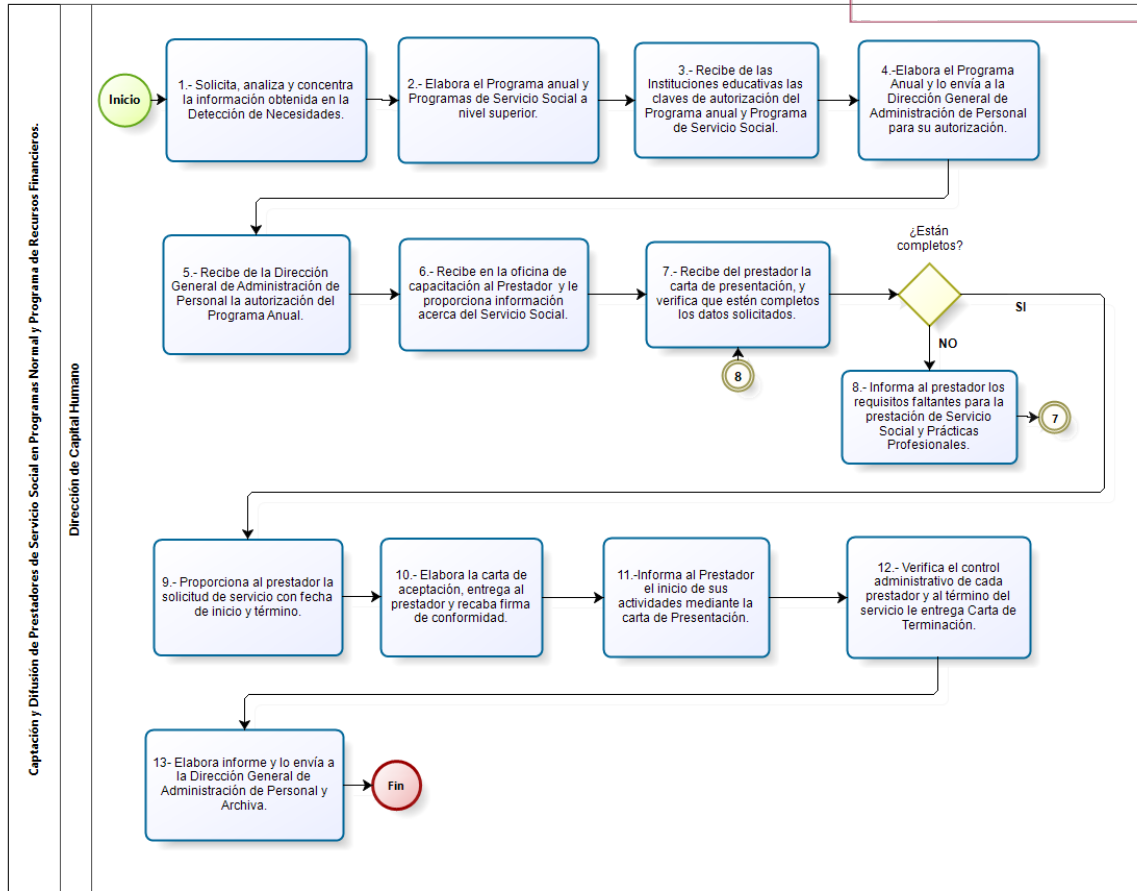 Captación y Difusión de Prestadores de Servicio Social en Programas Normal y Programa de Recursos Financieros.
Dirección de Capital Humano
Inicio
1.- Solicita, analiza y concentra
la información obtenida en la
Detección de Necesidades.
2.- Elabora el Programa anual y
Programas de Servicio Social a
nivel superior.
3.- Recibe de las
Instituciones educativas las
claves de autorización del
Programa anual y Programa
de Servicio Social.
4.-Elabora el Programa
Anual y lo envía a la
Dirección General de
Administración de Personal
para su autorización.
5.- Recibe de la Dirección
General de Administración de
Personal la autorización del
Programa Anual.
6.- Recibe en la oficina de
capacitación al Prestador y le
proporciona información
acerca del Servicio Social.
7.- Recibe del prestador la
carta de presentación, y
verifica que estén completos
los datos solicitados.
¿Están
completos?
SI
NO
8
8.- Informa al prestador los
requisitos faltantes para la
prestación de Servicio
Social y Prácticas
Profesionales.
7
9.- Proporciona al prestador la
solicitud de servicio con fecha
de inicio y término.
10.- Elabora la carta de
aceptación, entrega al
prestador y recaba firma
de conformidad.
11.-Informa al Prestador
el inicio de sus
actividades mediante la
carta de Presentación.
12.- Verifica el control
administrativo de cada
prestador y al término del
servicio le entrega Carta de
Terminación.
13- Elabora informe y lo envía a
la Dirección General de
Administración de Personal y
Archiva.
Fin